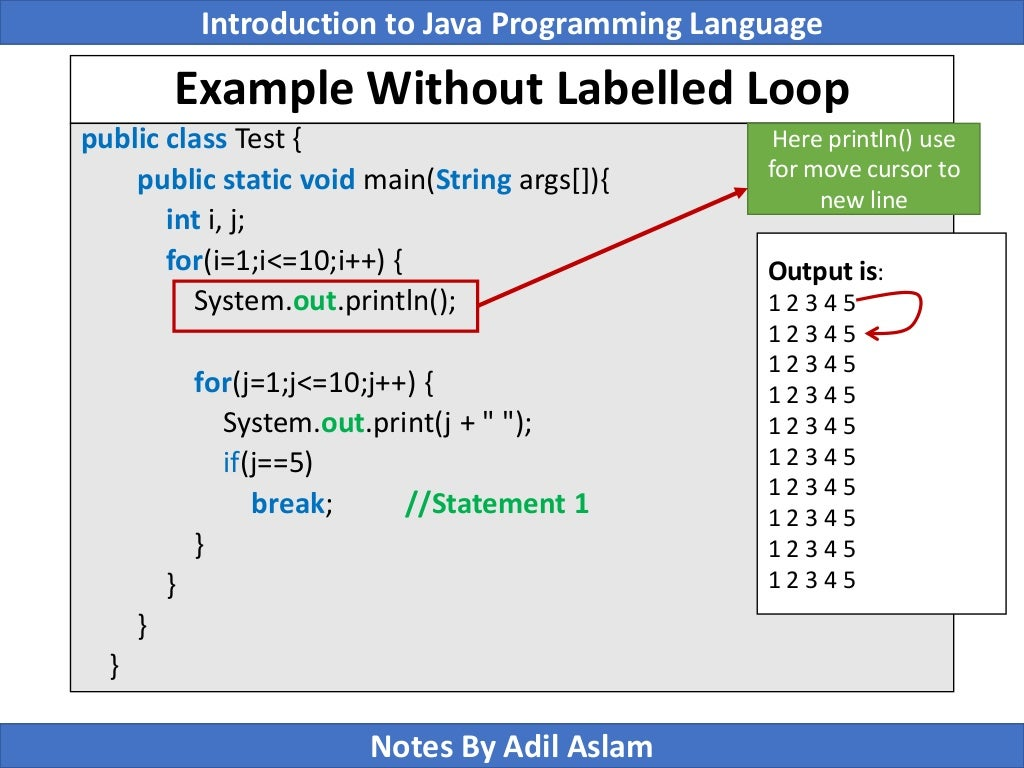 Introduction to Java Programming Language
Example Without Labelled Loop
public class Test {
public static void main(String args[]){
int i, j;
for(i=1;i<=10;i++) {
System.out.println();
for(j=1;j<=10;j++) {
System.out.print(j + " ");
if(j==5)
break; //Statement 1
}
}
}
}
Here println() use
for move cursor to
new line
Output is:
1 2 3 4 5
1 2 3 4 5
1 2 3 4 5
1 2 3 4 5
1 2 3 4 5
1 2 3 4 5
1 2 3 4 5
1 2 3 4 5
1 2 3 4 5
1 2 3 4 5
Notes By Adil Aslam